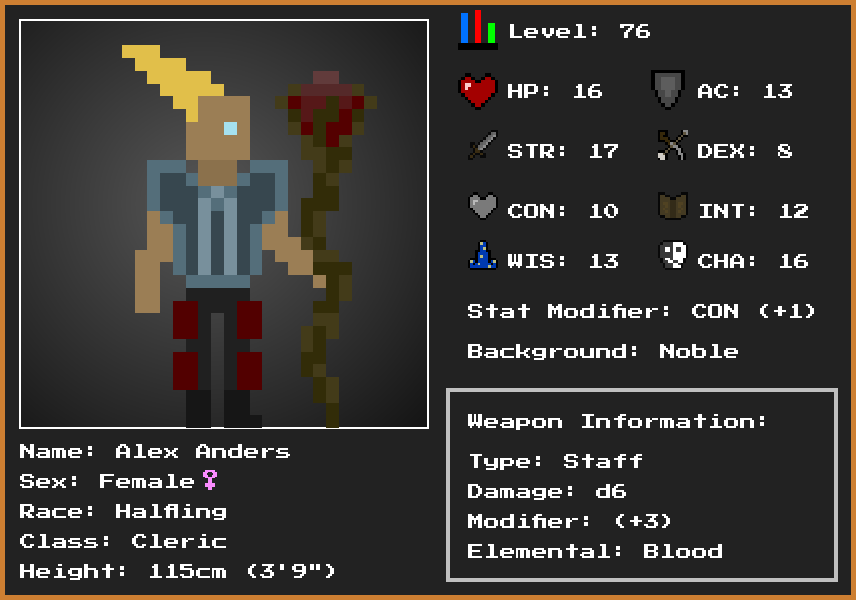 Level: 76
HP: 16
AC: 13
STR: 17
DEX: 8
CON: 10
INT: 12
WIS: 13
CHA: 16
Stat Modifier: CON (+1)
Background: Noble
Weapon Information:
Type: Staff
Damage: d6
Modifier: (+3)
Elemental: Blood
Name: Alex Anders
Sex: Female♀
Race: Halfling
Class: Cleric
Height: 115cm (3'9")